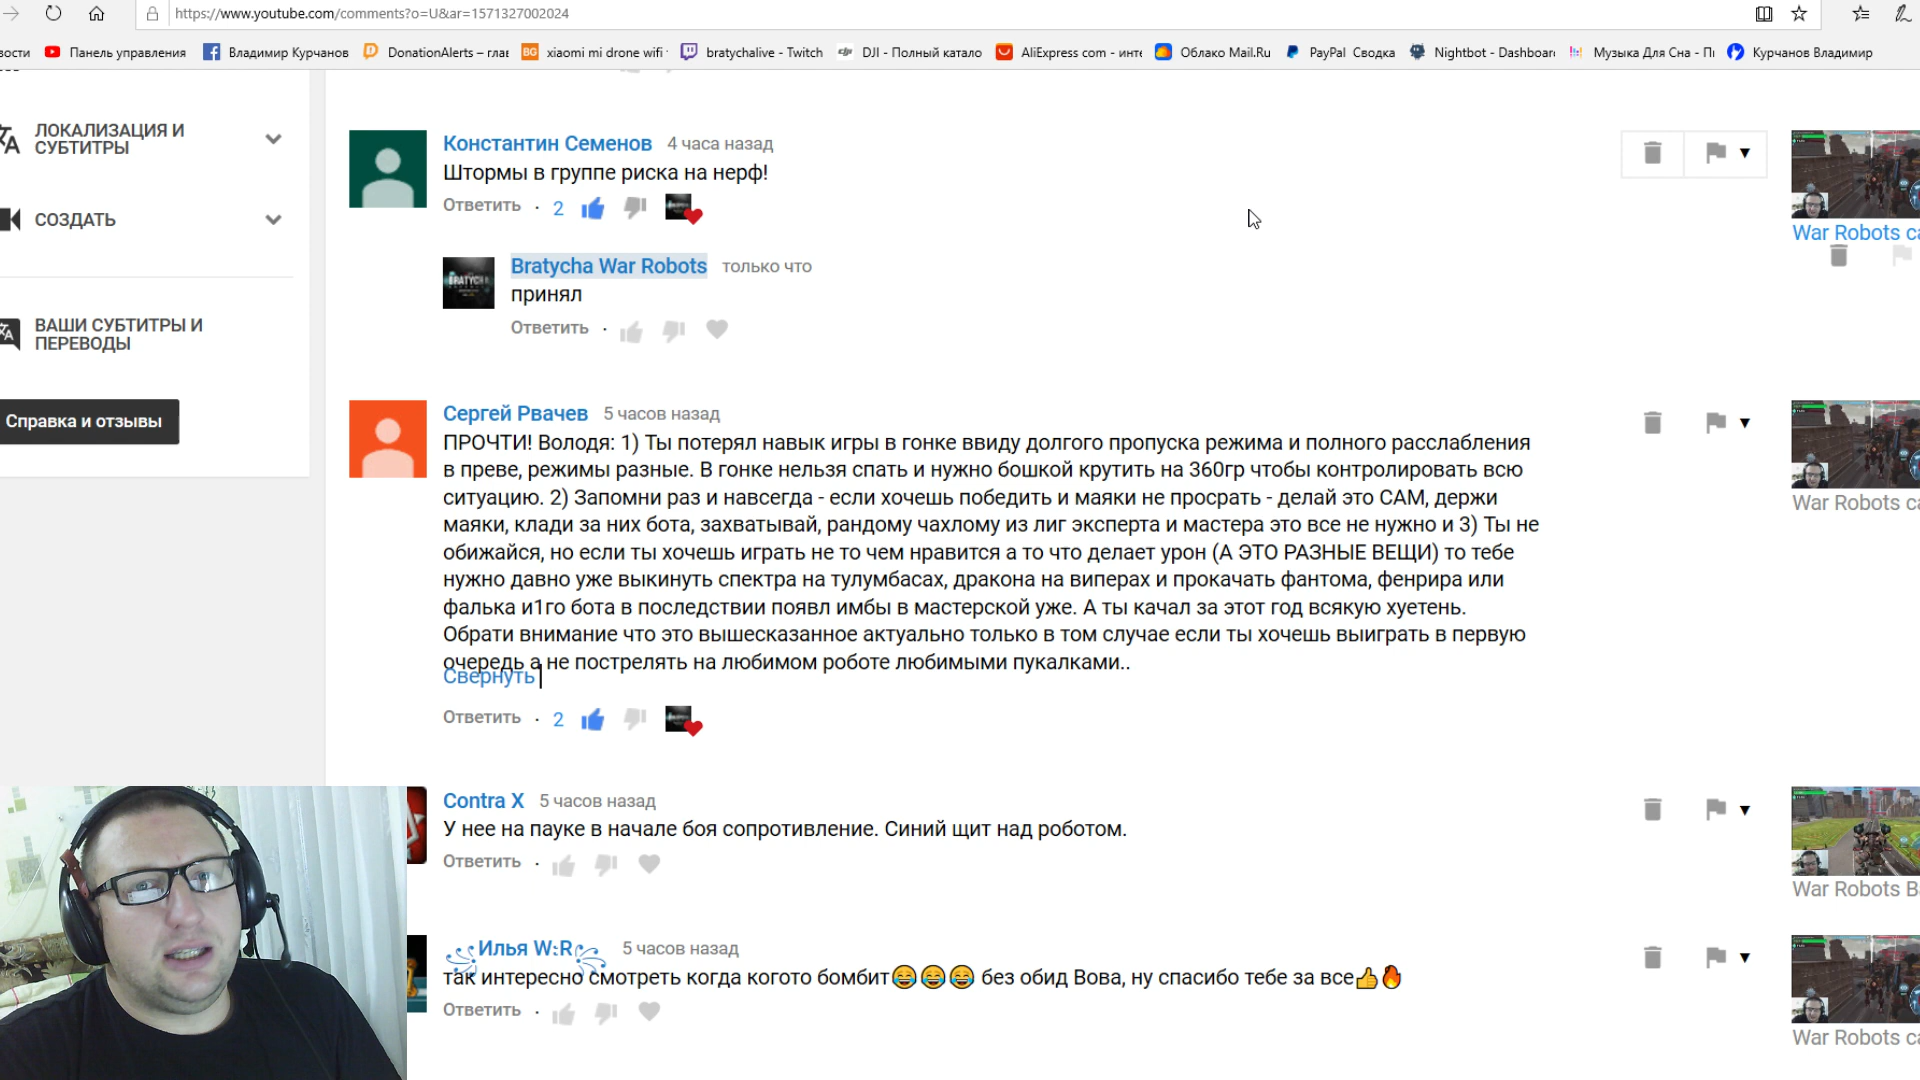 https://www.youtube.com/comments?o=U&ar=1571327002024
вости Панель управления Владимир Курчанов DonationAlerts – глав xiaomi mi drone wifi bratychalive - Twitch DJI - Полный катало AliExpress com - инте Облако Mail.Ru PayPal Сводка Nightbot - Dashboar Музыка Для Сна - Пі Курчанов Владимир
ЛОКАЛИЗАЦИЯ И
СУБТИТРЫ
СОЗДАТЬ
ВАШИ СУБТИТРЫ И
ПЕРЕВОДЫ
Справка и отзывы
Константин Семенов 4 часа назад
Штормы в группе риска на нерф!
Ответить · 2
War Robots ca
Bratycha War Robots только что
принял
Ответить ·
Сергей Рвачев 5 часов назад
ПРОЧТИ! Володя: 1) Ты потерял навык игры в гонке ввиду долгого пропуска режима и полного расслабления
в преве, режимы разные. В гонке нельзя спать и нужно бошкой крутить на 360гр чтобы контролировать всю
ситуацию. 2) Запомни раз и навсегда - если хочешь победить и маяки не просрать - делай это САМ, держи
маяки, клади за них бота, захватывай, рандому чахлому из лиг эксперта и мастера это все не нужно и 3) Ты не
обижайся, но если ты хочешь играть не то чем нравится а то что делает урон (А ЭТО РАЗНЫЕ ВЕЩИ) то тебе
нужно давно уже выкинуть спектра на тулумбасах, дракона на виперах и прокачать фантома, фенрира или
фалька и1го бота в последствии появл имбы в мастерской уже. А ты качал за этот год всякую хуетень.
Обрати внимание что это вышесказанное актуально только в том случае если ты хочешь выиграть в первую
очередь а не пострелять на любимом роботе любимыми пукалками..
Свернуть
Ответить · 2
War Robots ca
Contra X 5 часов назад
У нее на пауке в начале боя сопротивление. Синий щит над роботом.
Ответить ·
War Robots B
Илья W:R 5 часов назад
так интересно смотреть когда когото бомбит😂😂😂 без обид Вова, ну спасибо тебе за все👍🔥
Ответить ·
War Robots ca